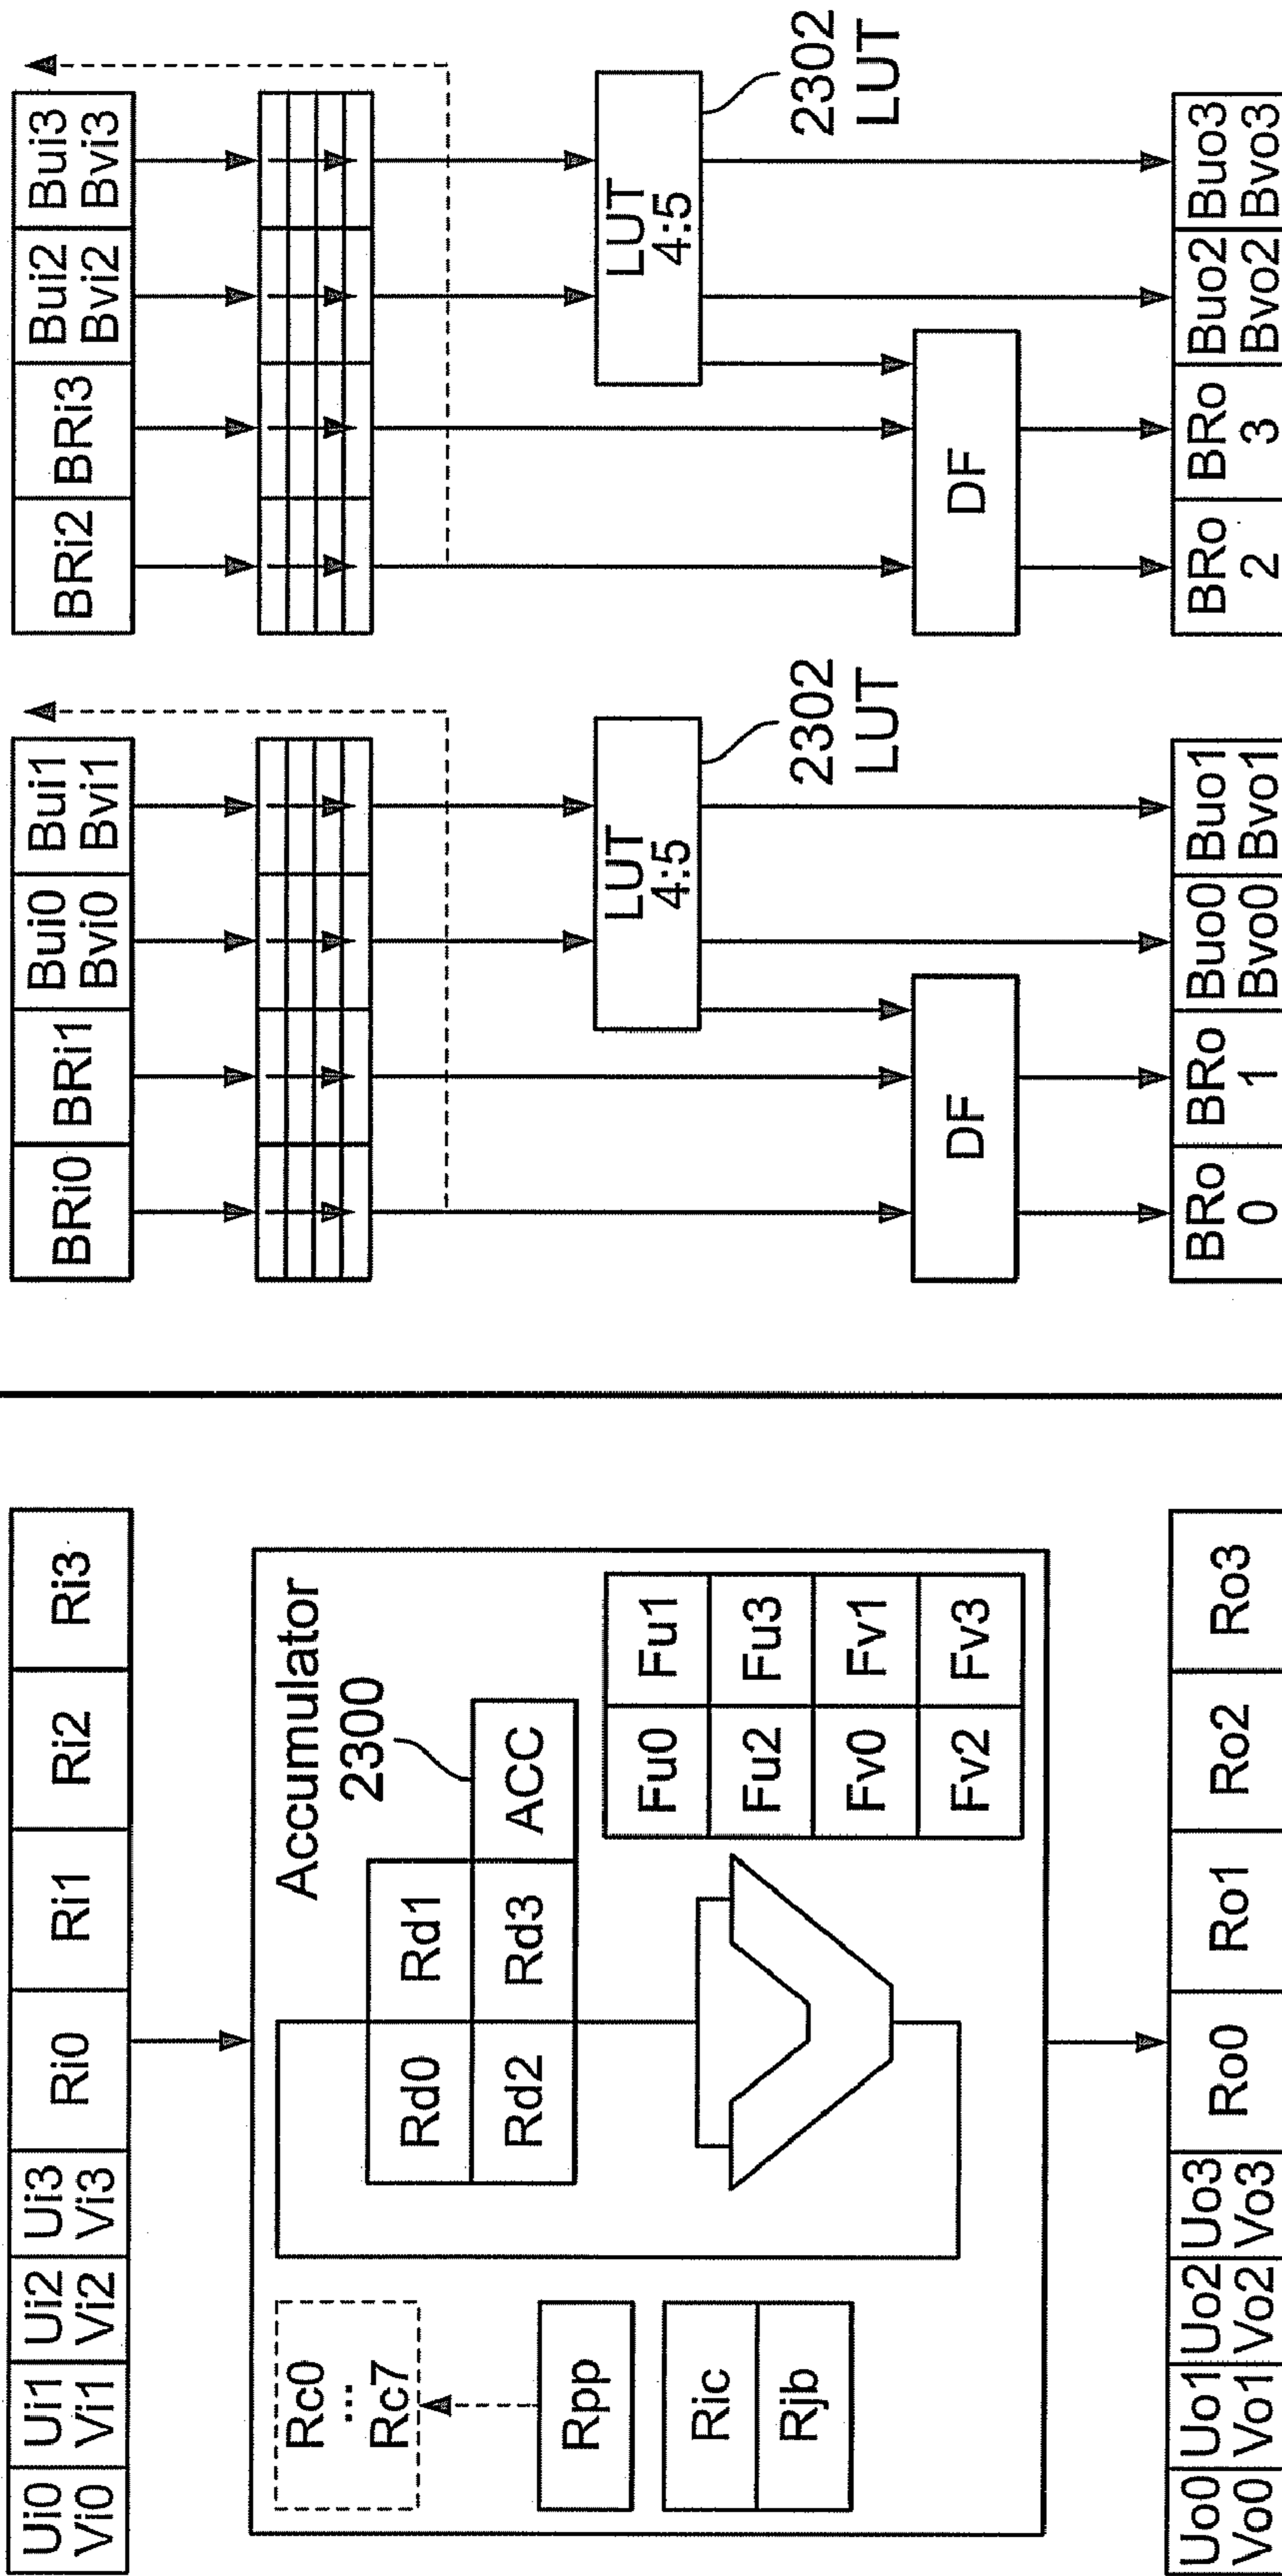 Ui0 Ui1 Ui2 Ui3 Ri0 Ri1 Ri2 Ri3
Vi0 Vi1 Vi2 Vi3
Accumulator
2300
Rc0
...
Rc7
Rd0 Rd1
Rd2 Rd3 ACC
Rpp
Ric
Rjb
Fu0 Fu1
Fu2 Fu3
Fv0 Fv1
Fv2 Fv3
Uo0 Uo1 Uo2 Uo3 Ro0 Ro1 Ro2 Ro3
Vo0 Vo1 Vo2 Vo3
BRi0 BRi1 Bui0 Bui1
Bvi0 Bvi1
LUT
4:5
2302
LUT
DF
BRo BRo Buo0 Buo1
0 1 Bvo0 Bvo1
BRi2 BRi3 Bui2 Bui3
Bvi2 Bvi3
LUT
4:5
2302
LUT
DF
BRo BRo Buo2 Buo3
2 3 Bvo2 Bvo3